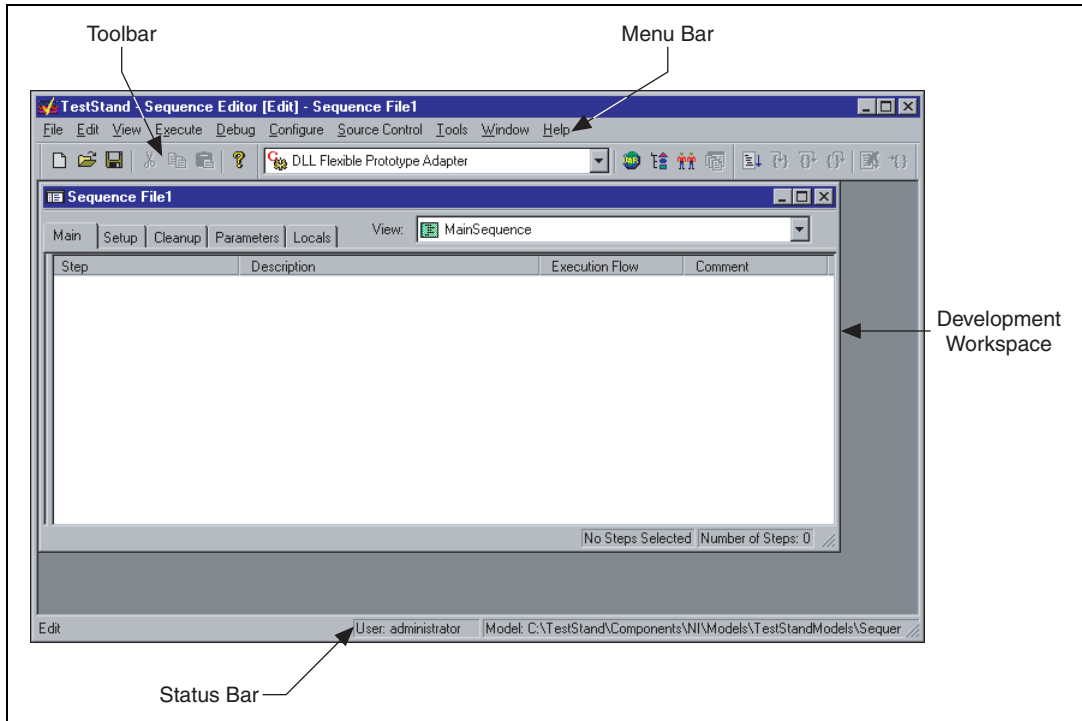 Toolbar
Menu Bar
TestStand - Sequence Editor [Edit] - Sequence File1
File Edit View Execute Debug Configure Source Control Tools Window Help
DLL Flexible Prototype Adapter
Sequence File1
Main Setup Cleanup Parameters Locals View: MainSequence
Step Description Execution Flow Comment
Development
Workspace
No Steps Selected Number of Steps: 0
Edit User: administrator Model: C:\TestStand\Components\NI\Models\TestStandModels\Sequer
Status Bar